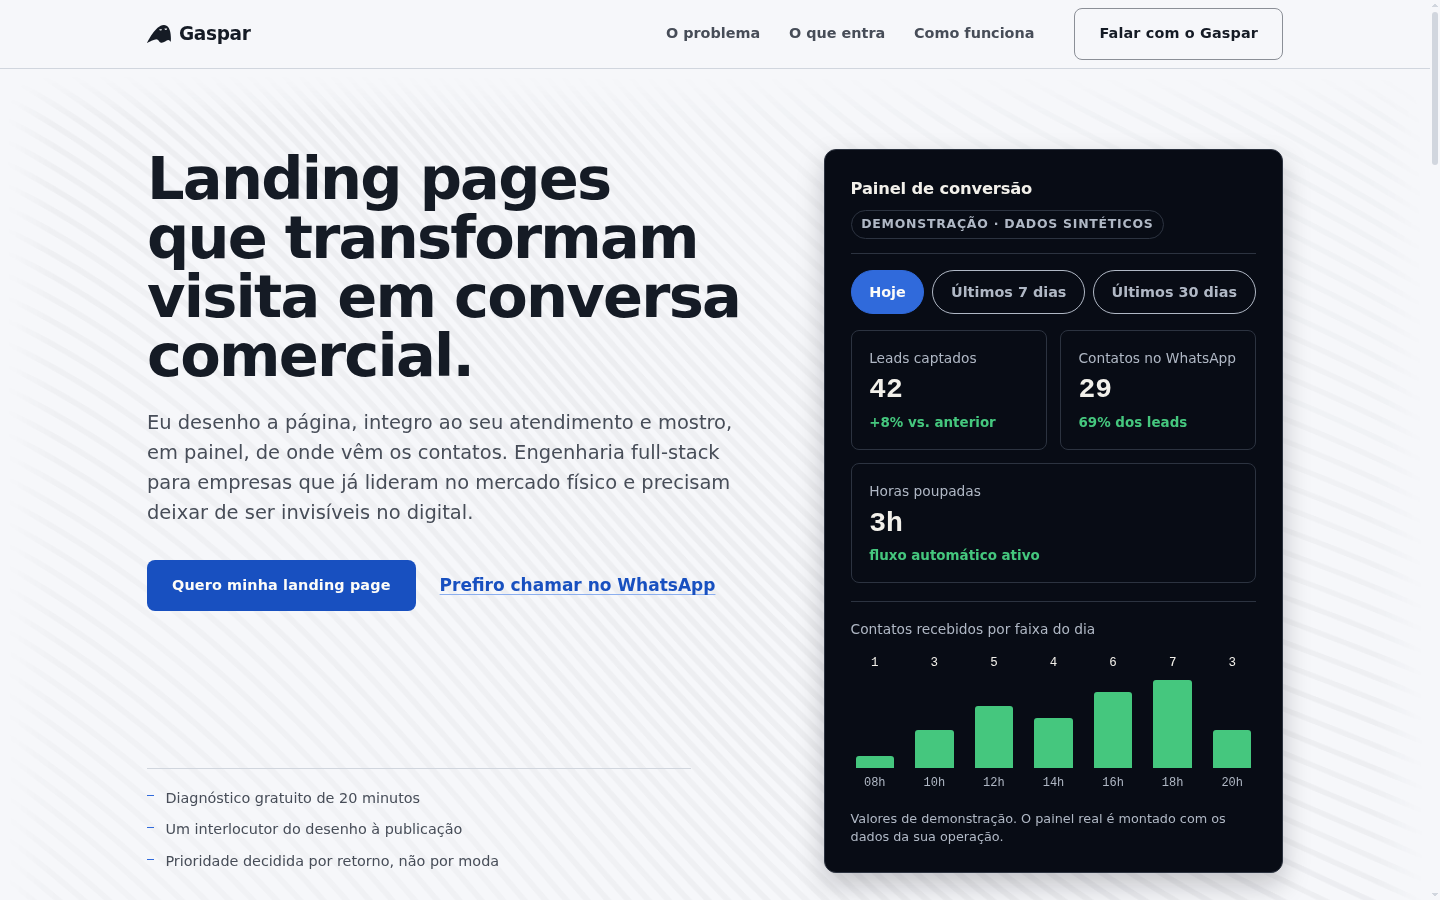 Gaspar
O problema
O que entra
Como funciona
Falar com o Gaspar
Landing pages
que transformam
visita em conversa
comercial.
Eu desenho a página, integro ao seu atendimento e mostro,
em painel, de onde vêm os contatos. Engenharia full-stack
para empresas que já lideram no mercado físico e precisam
deixar de ser invisíveis no digital.
Quero minha landing page
Prefiro chamar no WhatsApp
Diagnóstico gratuito de 20 minutos
Um interlocutor do desenho à publicação
Prioridade decidida por retorno, não por moda
Painel de conversão
DEMONSTRAÇÃO · DADOS SINTÉTICOS
Hoje
Últimos 7 dias
Últimos 30 dias
Leads captados
42
+8% vs. anterior
Contatos no WhatsApp
29
69% dos leads
Horas poupadas
3h
fluxo automático ativo
Contatos recebidos por faixa do dia
1 3 5 4 6 7 3
08h 10h 12h 14h 16h 18h 20h
Valores de demonstração. O painel real é montado com os
dados da sua operação.